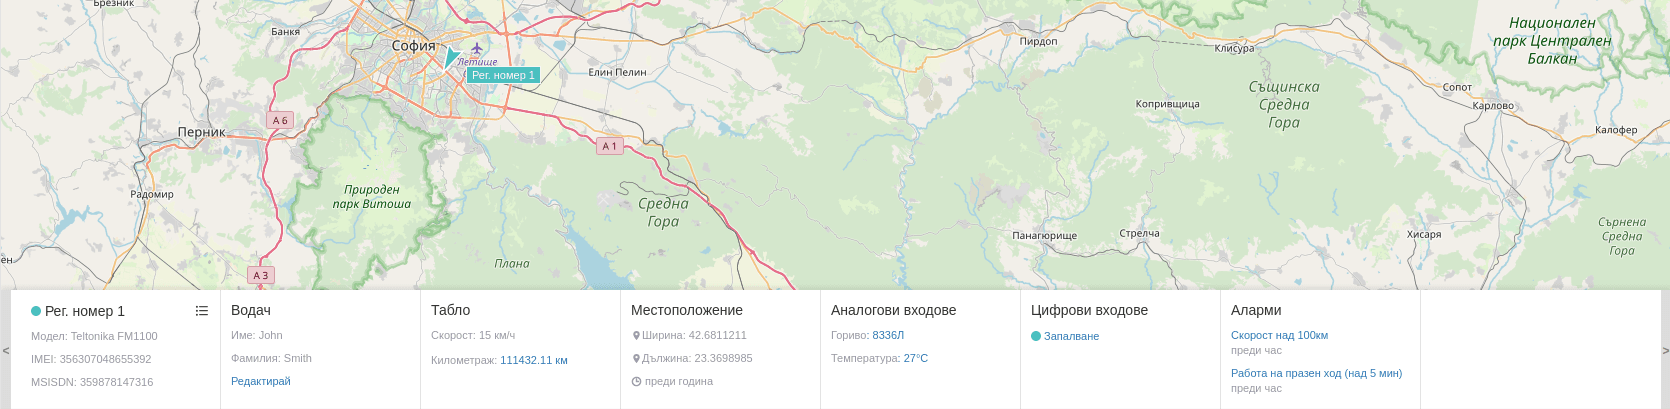 Брезник
Национален
парк Централен
Балкан
Банкя
София
Летище
Рег. номер 1
Пирдоп
Клисура
Елин Пелин
Сопот
Карлово
Същинска
Средна
Гора
Копривщица
Калофер
А 6
Перник
А 1
Радомир
Природен
парк Витоша
Средна
Гора
Сърнена
Средна
Гора
Панагюрище
Стрелча
Хисаря
ен
Плана
А 3
Рег. номер 1
Модел: Teltonika FM1100
IMEI: 356307048655392
MSISDN: 359878147316
Водач
Име: John
Фамилия: Smith
Редактирай
Табло
Скорост: 15 км/ч
Километраж: 111432.11 км
Местоположение
Ширина: 42.6811211
Дължина: 23.3698985
преди година
Аналогови входове
Гориво: 8336Л
Температура: 27°C
Цифрови входове
Запалване
Аларми
Скорост над 100км
преди час
Работа на празен ход (над 5 мин)
преди час
<
>